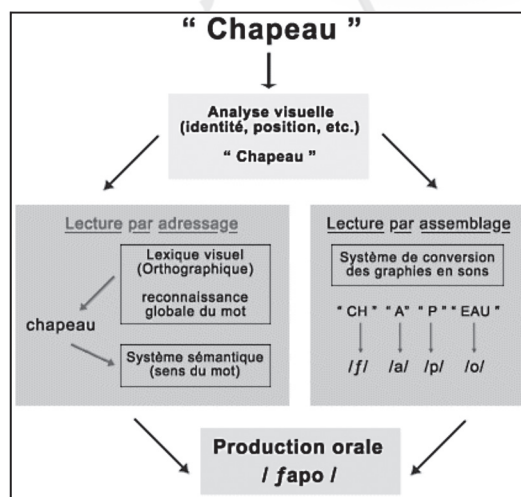 “ Chapeau ”
Analyse visuelle
(identité, position, etc.)
“ Chapeau ”
Lecture par adressage
Lexique visuel
(Orthographique)
reconnaissance
globale du mot
chapeau
Système sémantique
(sens du mot)
Lecture par assemblage
Système de conversion
des graphies en sons
“ CH ” “ A ” “ P ” “ EAU ”
/ʃ/ /a/ /p/ /o/
Production orale
/ ʃapo /